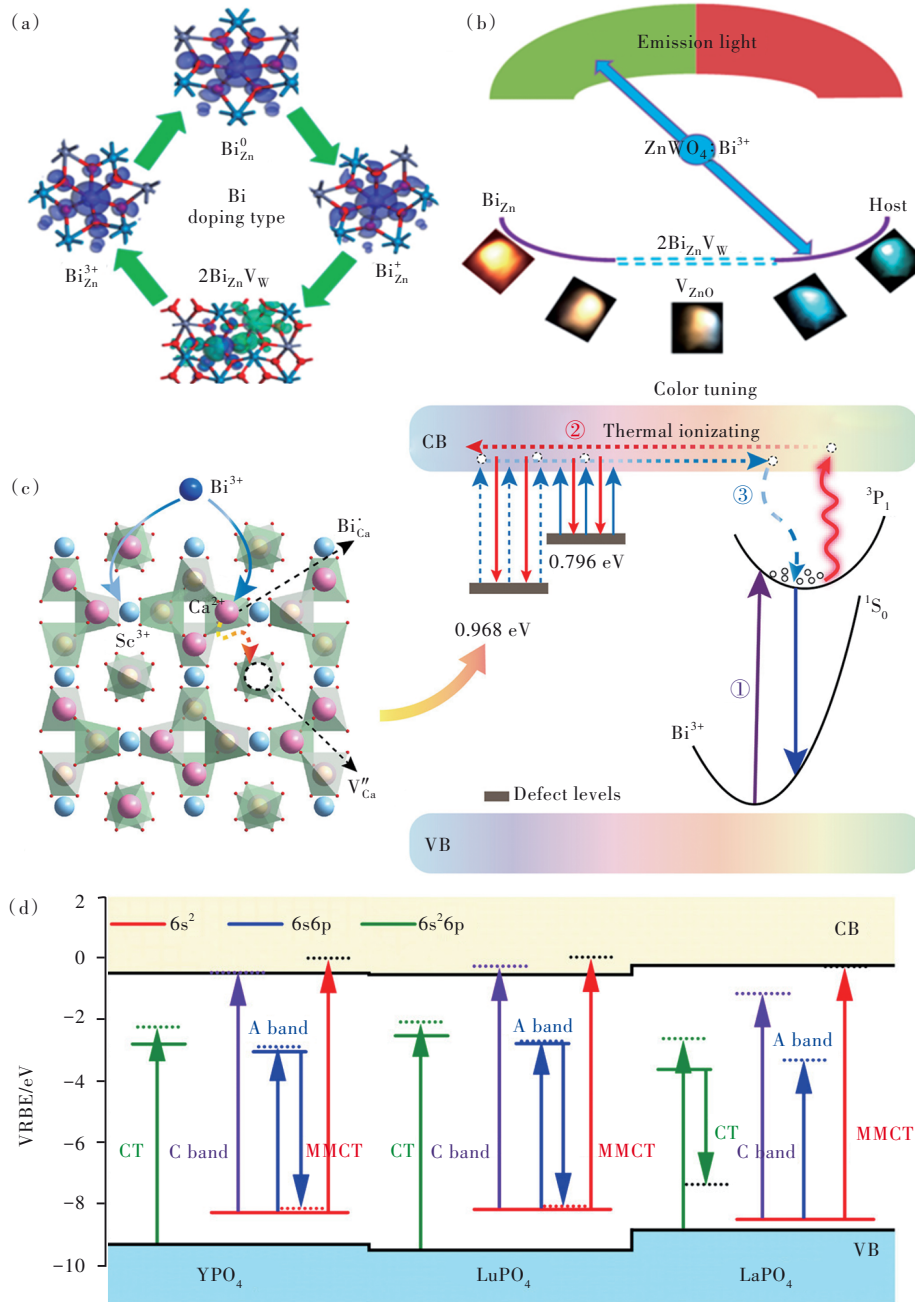 (a)
Bi⁰Zn
Bi
doping type
Bi³⁺Zn
Bi⁺Zn
2BiZnVW
(b)
Emission light
ZnWO₄:Bi³⁺
BiZn
Host
2BiZnVW
VZnO
Color tuning
(c)
Bi³⁺
Bi·Ca
Ca²⁺
Sc³⁺
V″Ca
CB
② Thermal ionizating
③
³P₁
0.796 eV
¹S₀
0.968 eV
①
Bi³⁺
Defect levels
VB
(d)
VRBE/eV
2
0
−2
−4
−6
−8
−10
6s² 6s6p 6s²6p
CB
A band
A band
A band
CT
C band
MMCT
CT
C band
MMCT
CT
C band
MMCT
VB
YPO₄
LuPO₄
LaPO₄